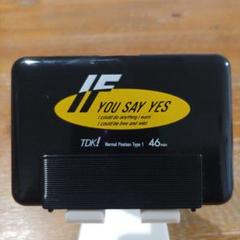 IF
YOU SAY YES
I could do anything I want
I could be free and wild
TDK! Normal Position Type I 46min